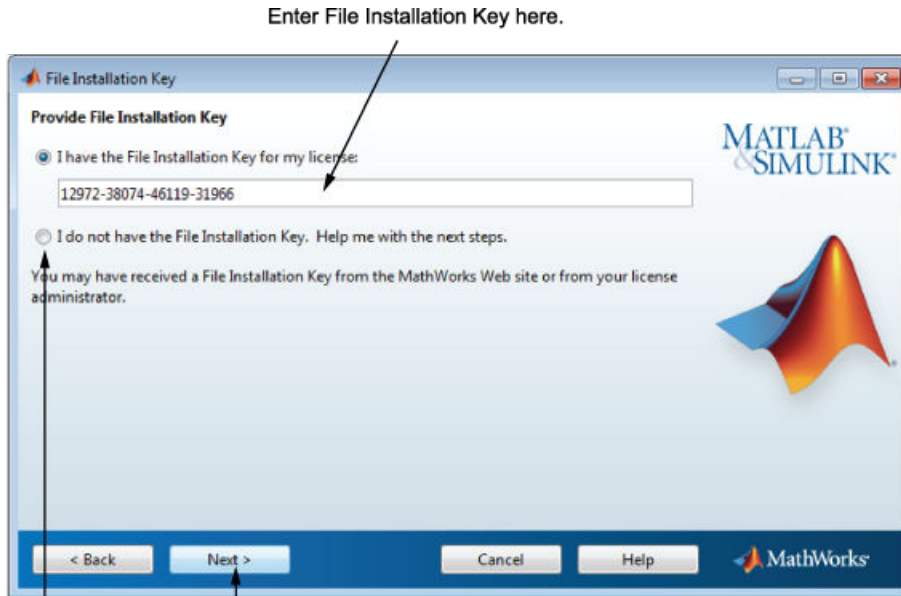 Enter File Installation Key here.
File Installation Key
Provide File Installation Key
I have the File Installation Key for my license:
12972-38074-46119-31966
I do not have the File Installation Key. Help me with the next steps.
You may have received a File Installation Key from the MathWorks Web site or from your license
administrator.
MATLAB®
&SIMULINK®
< Back
Next >
Cancel
Help
MathWorks®